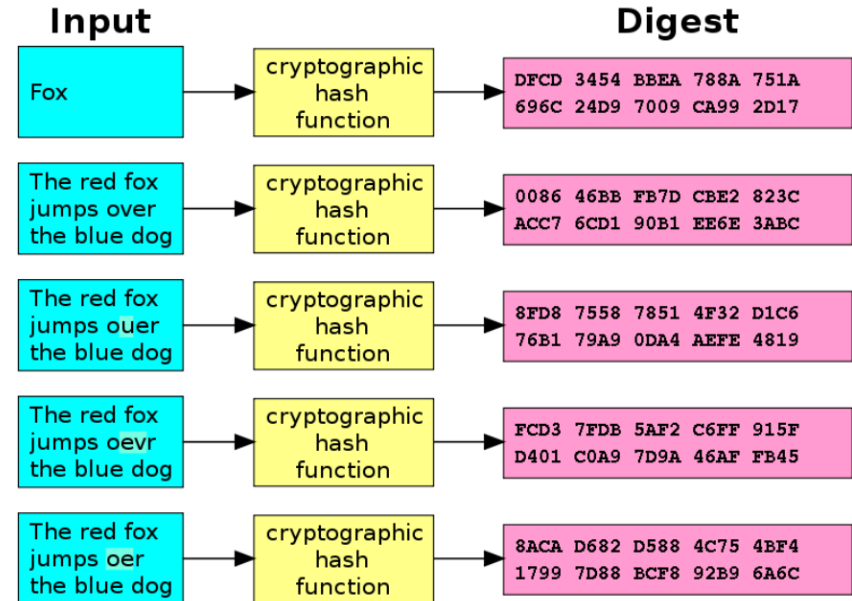 Input
Digest
Fox
cryptographic
hash
function
DFCD 3454 BBEA 788A 751A
696C 24D9 7009 CA99 2D17
The red fox
jumps over
the blue dog
cryptographic
hash
function
0086 46BB FB7D CBE2 823C
ACC7 6CD1 90B1 EE6E 3ABC
The red fox
jumps ouer
the blue dog
cryptographic
hash
function
8FD8 7558 7851 4F32 D1C6
76B1 79A9 0DA4 AEFE 4819
The red fox
jumps oevr
the blue dog
cryptographic
hash
function
FCD3 7FDB 5AF2 C6FF 915F
D401 C0A9 7D9A 46AF FB45
The red fox
jumps oer
the blue dog
cryptographic
hash
function
8ACA D682 D588 4C75 4BF4
1799 7D88 BCF8 92B9 6A6C